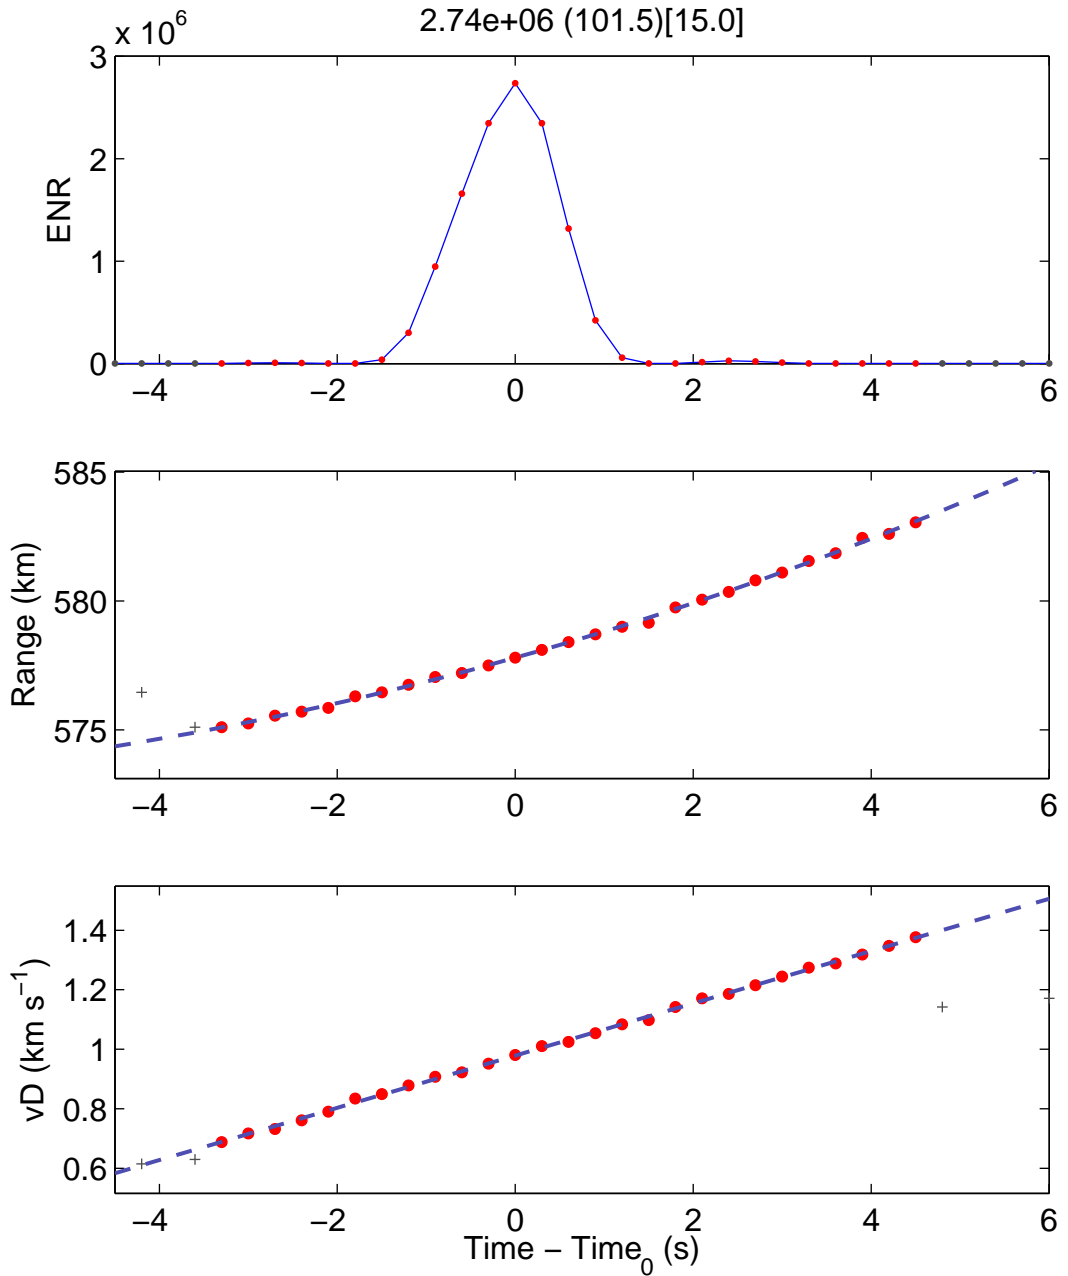 2.74e+06 (101.5)[15.0]
x 10^6
3
2
1
0
ENR
−4 −2 0 2 4 6
585
580
575
Range (km)
−4 −2 0 2 4 6
1.4
1.2
1
0.8
0.6
vD (km s^−1)
−4 −2 0 2 4 6
Time − Time_0 (s)